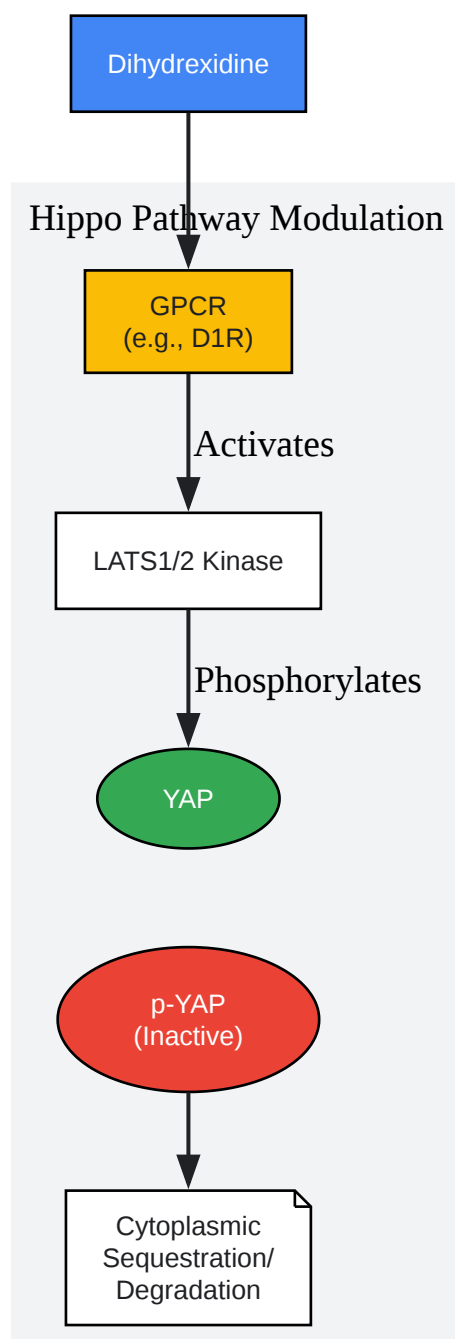 Dihydrexidine
Hippo Pathway Modulation
GPCR
(e.g., D1R)
Activates
LATS1/2 Kinase
Phosphorylates
YAP
p-YAP
(Inactive)
Cytoplasmic
Sequestration/
Degradation